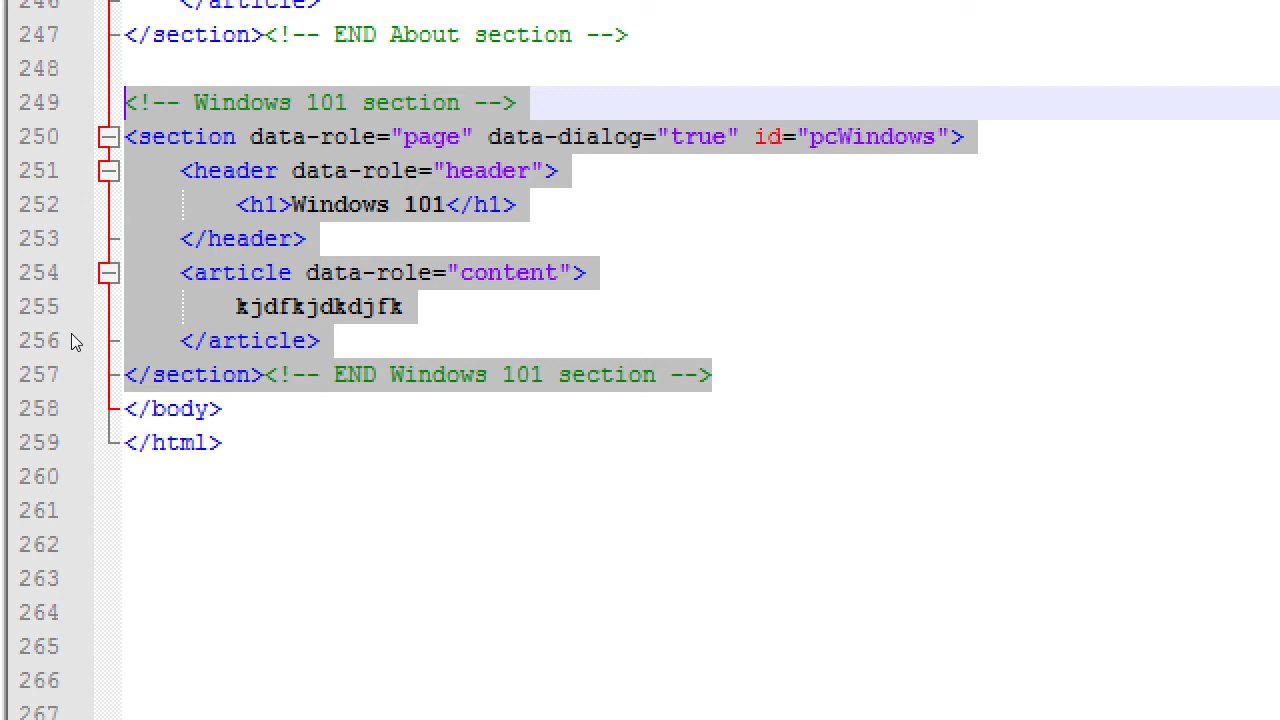 246 </article>
247 </section><!-- END About section -->
248
249 <!-- Windows 101 section -->
250 <section data-role="page" data-dialog="true" id="pcWindows">
251 <header data-role="header">
252 <h1>Windows 101</h1>
253 </header>
254 <article data-role="content">
255 kjdfkjdkdjfk
256 </article>
257 </section><!-- END Windows 101 section -->
258 </body>
259 </html>
260
261
262
263
264
265
266
267